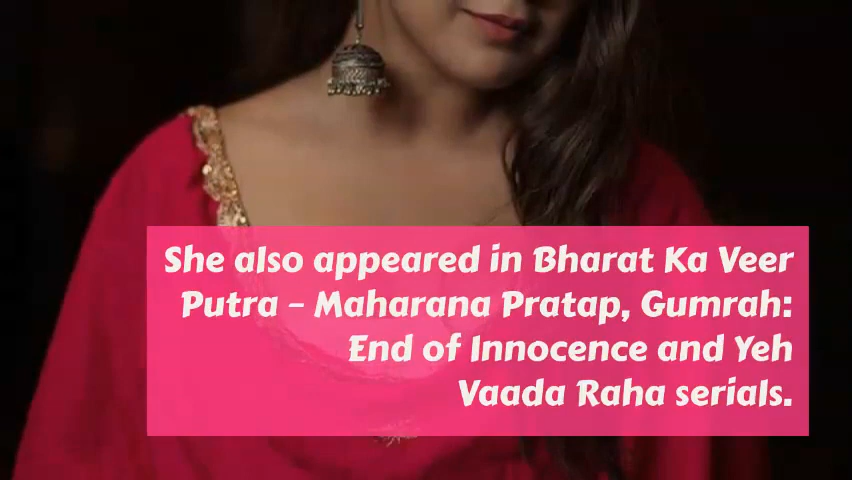 She also appeared in Bharat Ka Veer
Putra – Maharana Pratap, Gumrah:
End of Innocence and Yeh
Vaada Raha serials.